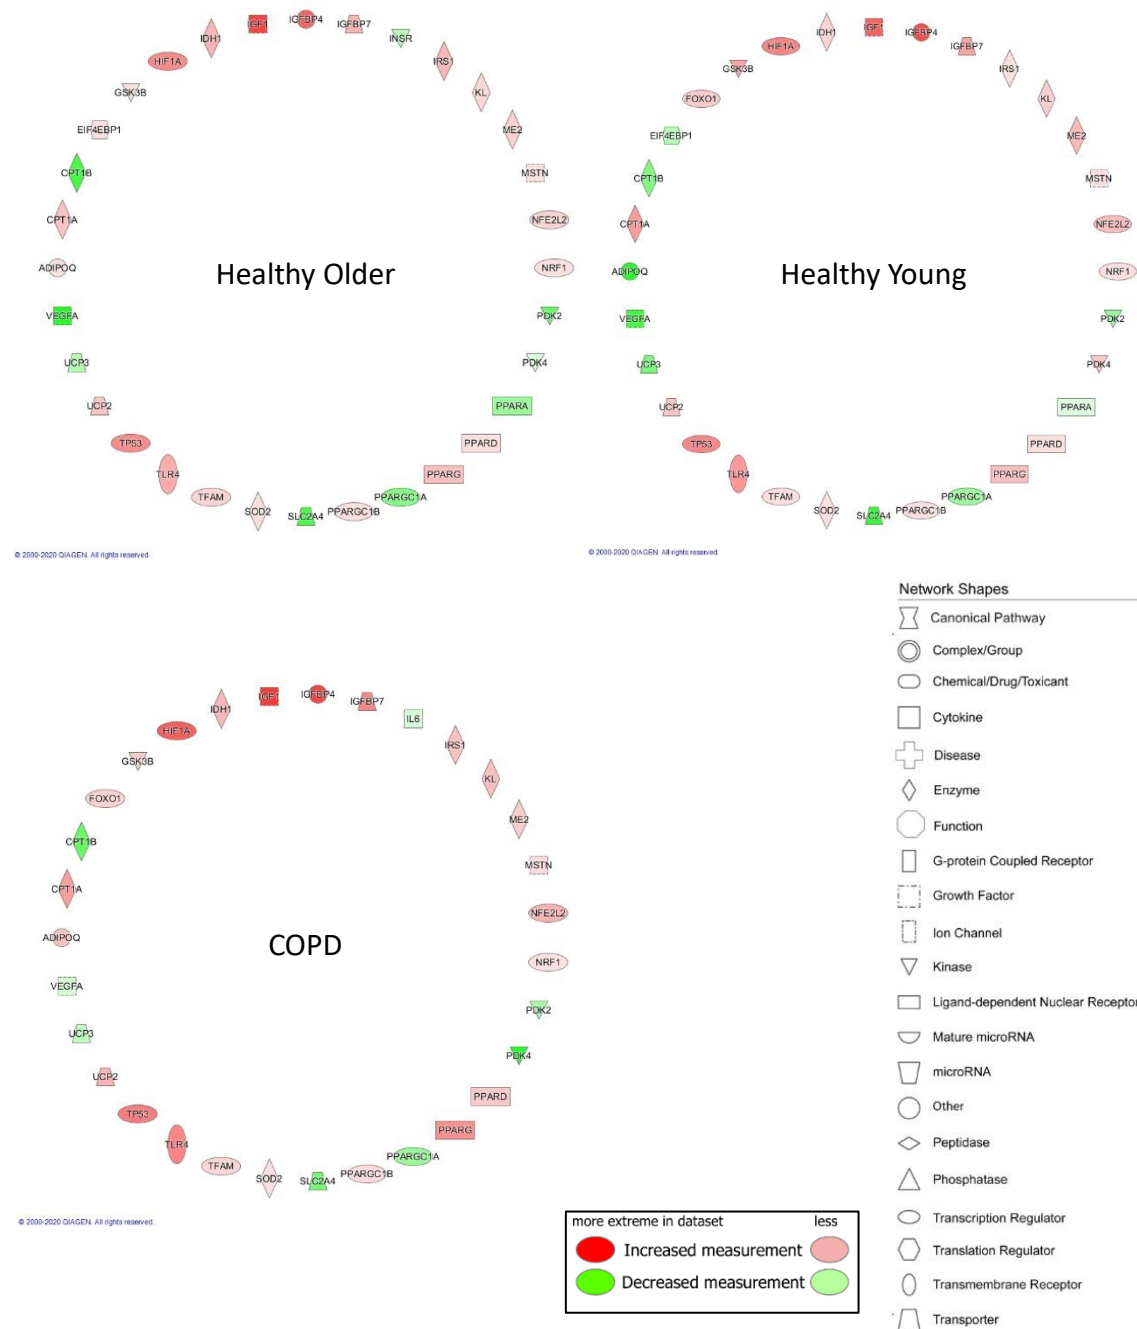 IGF1
IGFBP4
IGFBP7
INSR
IRS1
KL
ME2
MSTN
NFE2L2
NRF1
PDK2
PDK4
PPARA
PPARD
PPARG
PPARGC1A
PPARGC1B
SLC2A4
SOD2
TFAM
TLR4
TP53
UCP2
UCP3
VEGFA
ADIPOQ
CPT1A
CPT1B
EIF4EBP1
GSK3B
HIF1A
IDH1
Healthy Older
© 2000-2020 QIAGEN. All rights reserved.
IGF1
IGFBP4
IGFBP7
IRS1
KL
ME2
MSTN
NFE2L2
NRF1
PDK2
PDK4
PPARA
PPARD
PPARG
PPARGC1A
PPARGC1B
SLC2A4
SOD2
TFAM
TLR4
TP53
UCP2
UCP3
VEGFA
ADIPOQ
CPT1A
CPT1B
EIF4EBP1
FOXO1
GSK3B
HIF1A
IDH1
Healthy Young
© 2000-2020 QIAGEN. All rights reserved.
IGF1
IGFBP4
IGFBP7
IL6
IRS1
KL
ME2
MSTN
NFE2L2
NRF1
PDK2
PDK4
PPARD
PPARG
PPARGC1A
PPARGC1B
SLC2A4
SOD2
TFAM
TLR4
TP53
UCP2
UCP3
VEGFA
ADIPOQ
CPT1A
CPT1B
FOXO1
GSK3B
HIF1A
IDH1
COPD
© 2000-2020 QIAGEN. All rights reserved.
more extreme in dataset less
Increased measurement
Decreased measurement
Network Shapes
Canonical Pathway
Complex/Group
Chemical/Drug/Toxicant
Cytokine
Disease
Enzyme
Function
G-protein Coupled Receptor
Growth Factor
Ion Channel
Kinase
Ligand-dependent Nuclear Receptor
Mature microRNA
microRNA
Other
Peptidase
Phosphatase
Transcription Regulator
Translation Regulator
Transmembrane Receptor
Transporter